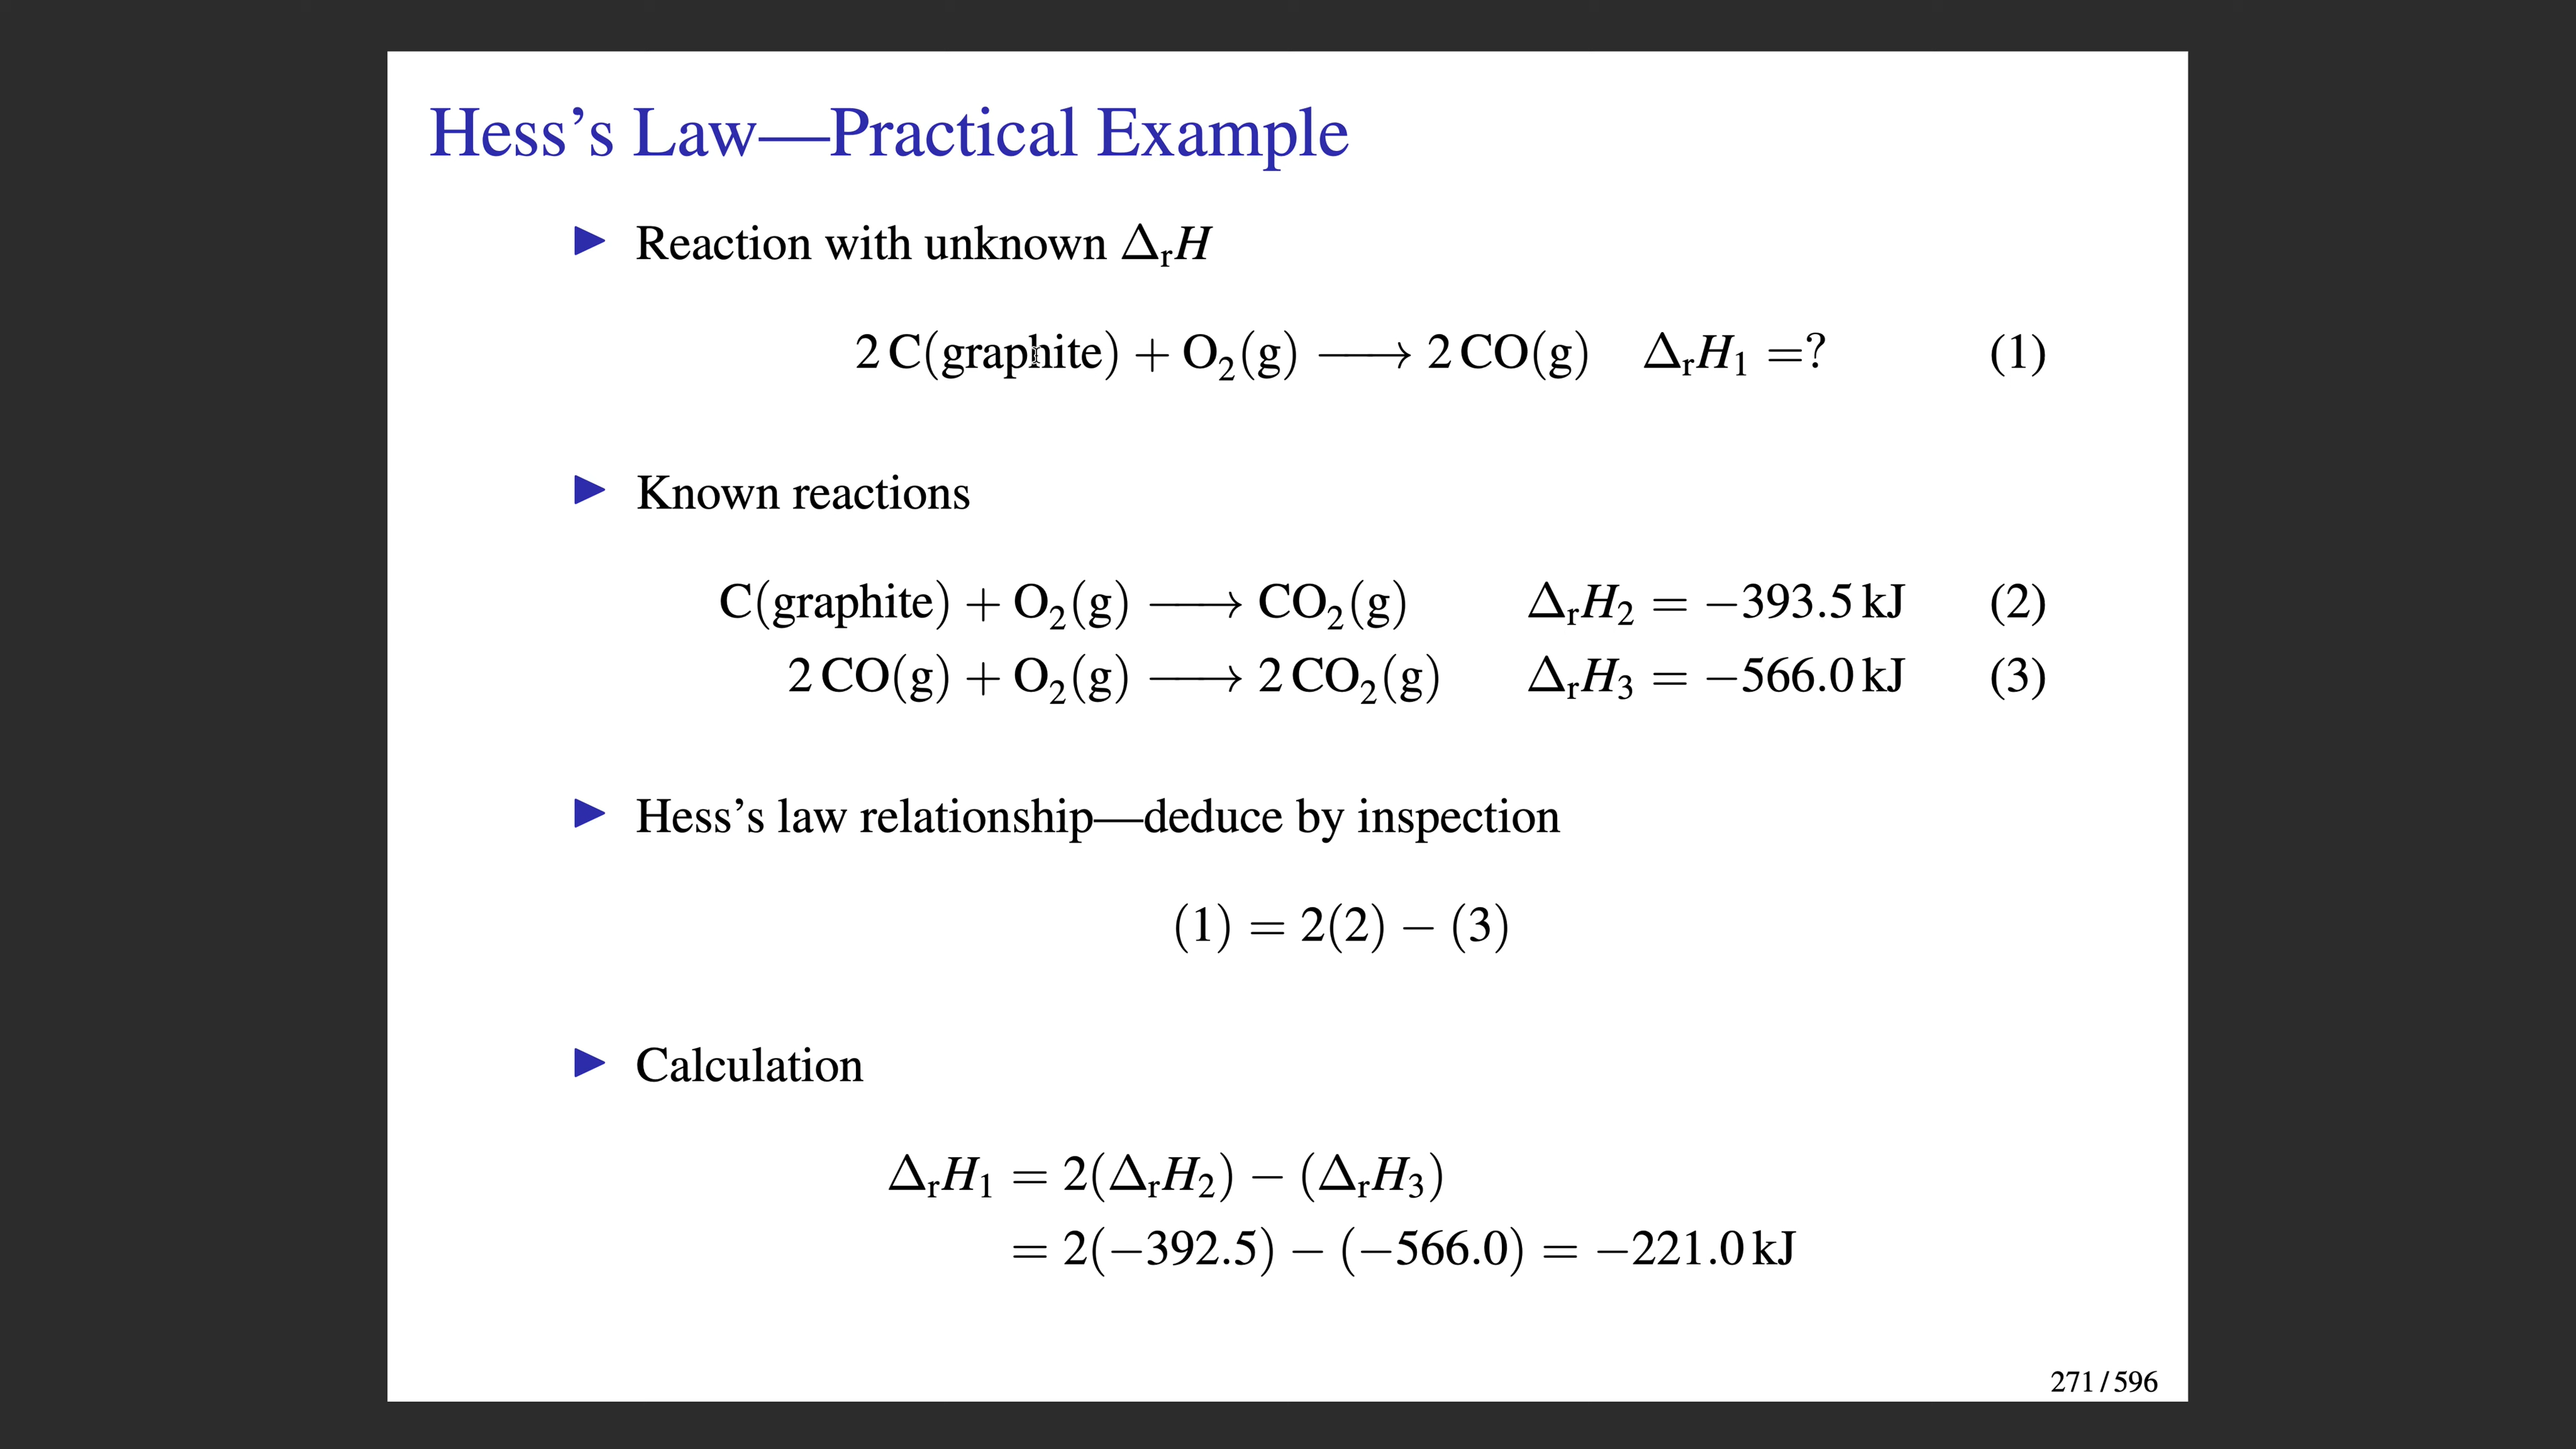 Hess’s Law—Practical Example
▶ Reaction with unknown ΔᵣH
2 C(graphite) + O₂(g) ⟶ 2 CO(g) ΔᵣH₁ =? (1)
▶ Known reactions
C(graphite) + O₂(g) ⟶ CO₂(g) ΔᵣH₂ = −393.5 kJ (2)
2 CO(g) + O₂(g) ⟶ 2 CO₂(g) ΔᵣH₃ = −566.0 kJ (3)
▶ Hess’s law relationship—deduce by inspection
(1) = 2(2) − (3)
▶ Calculation
ΔᵣH₁ = 2(ΔᵣH₂) − (ΔᵣH₃)
= 2(−392.5) − (−566.0) = −221.0 kJ
271 / 596